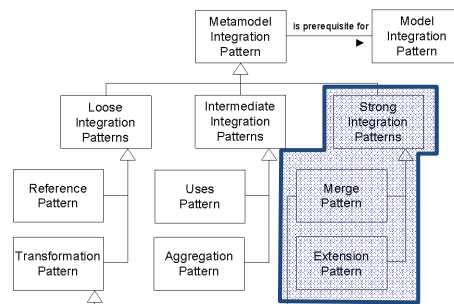 Metamodel
Integration
Pattern
is prerequisite for
Model
Integration
Pattern
Loose
Integration
Patterns
Intermediate
Integration
Patterns
Strong
Integration
Patterns
Reference
Pattern
Uses
Pattern
Merge
Pattern
Transformation
Pattern
Aggregation
Pattern
Extension
Pattern